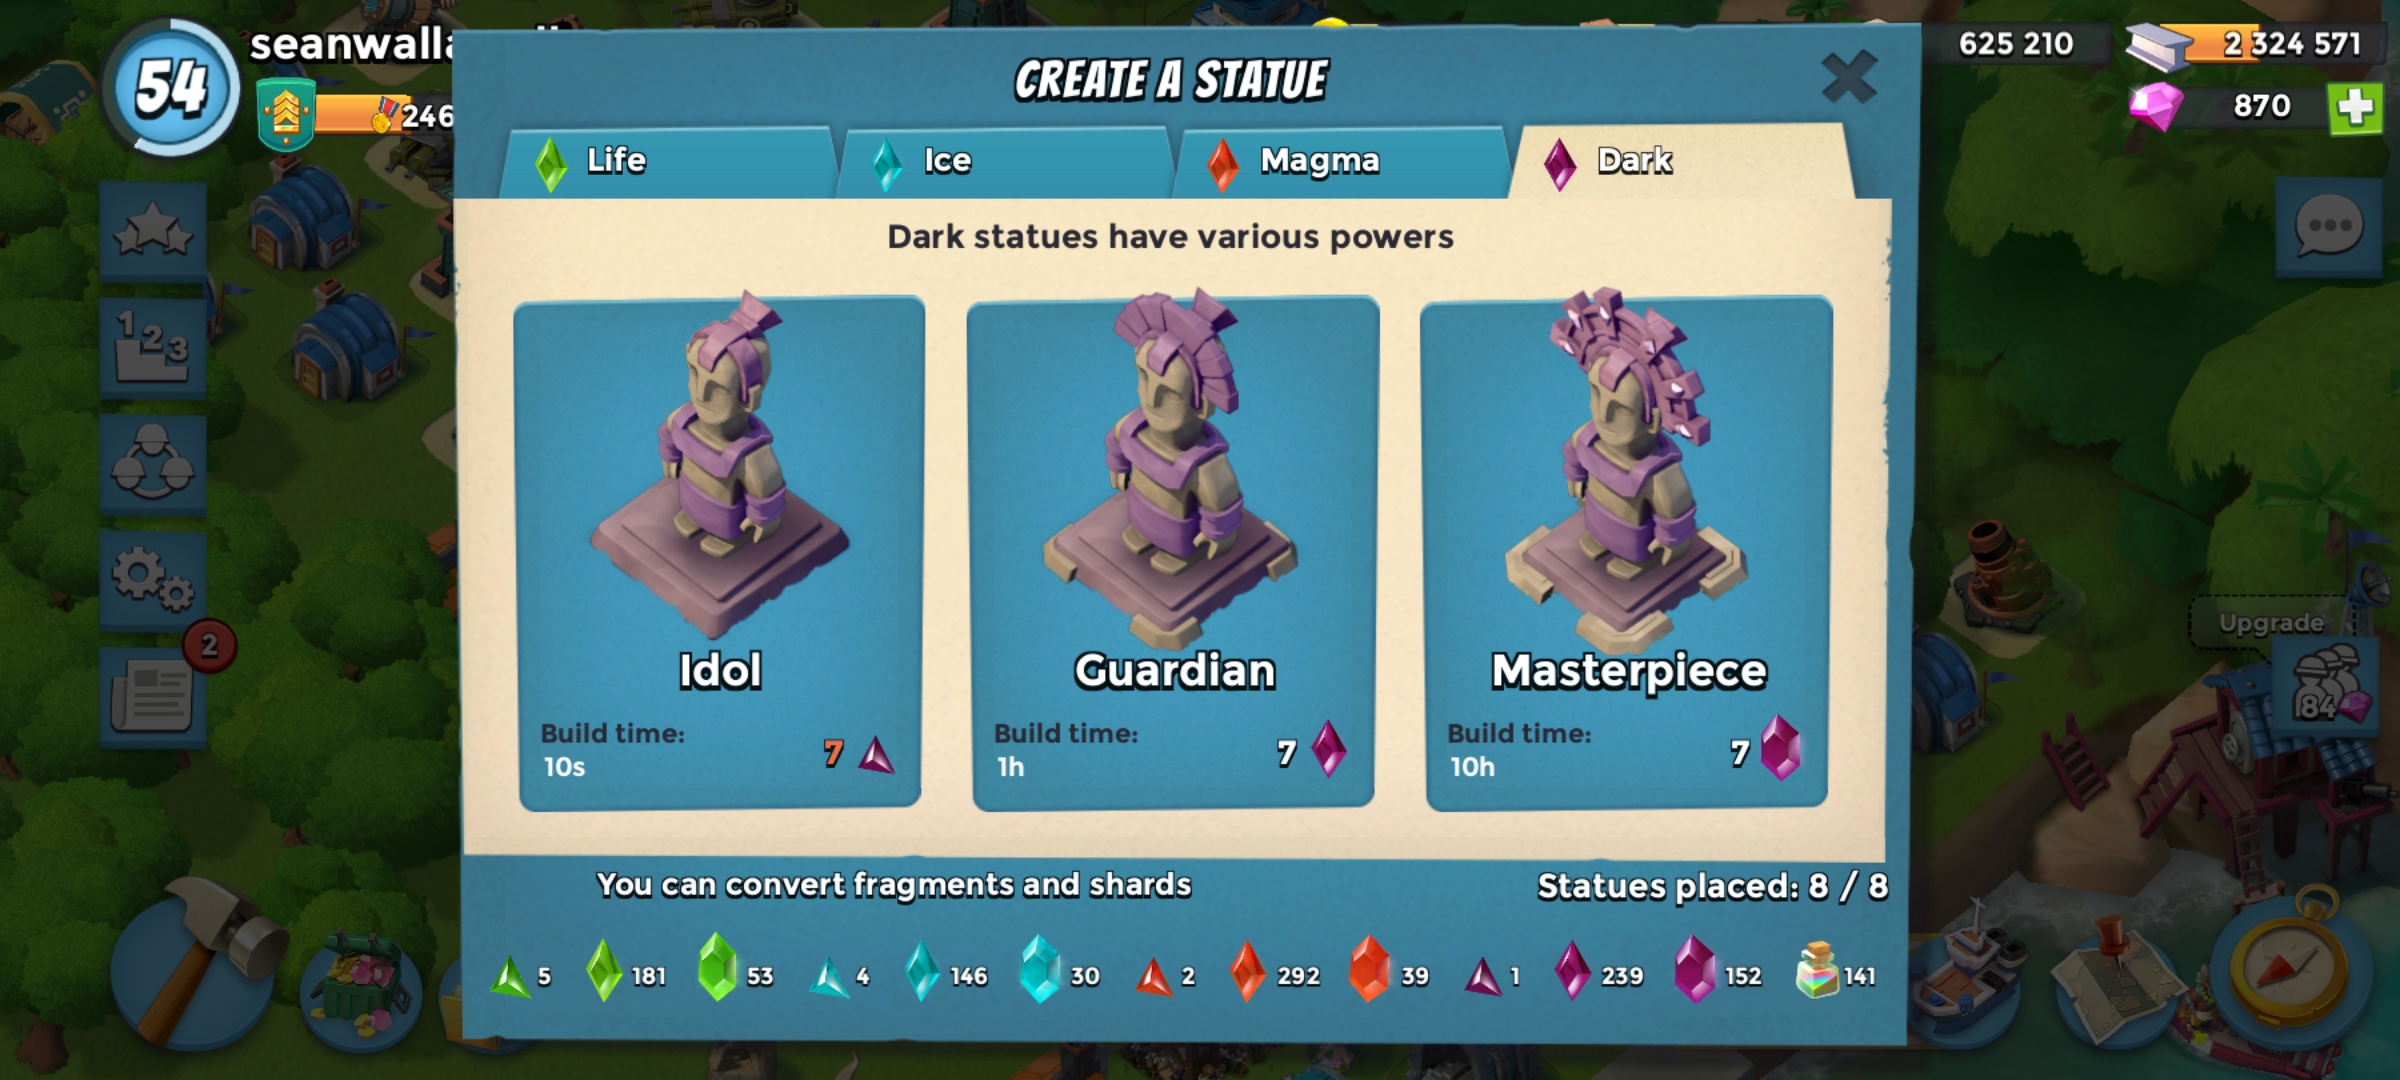 54
246
CREATE A STATUE
625 210
2 324 571
870
Life
Ice
Magma
Dark
Dark statues have various powers
1 2 3
2
Idol
Build time:
10s
7
Guardian
Build time:
1h
7
Masterpiece
Build time:
10h
7
Upgrade
84
You can convert fragments and shards
Statues placed: 8 / 8
5
181
53
4
146
30
2
292
39
1
239
152
141